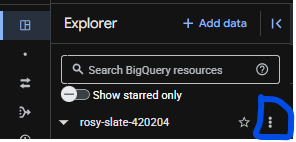 Explorer
+ Add data
Search BigQuery resources
Show starred only
rosy-slate-420204